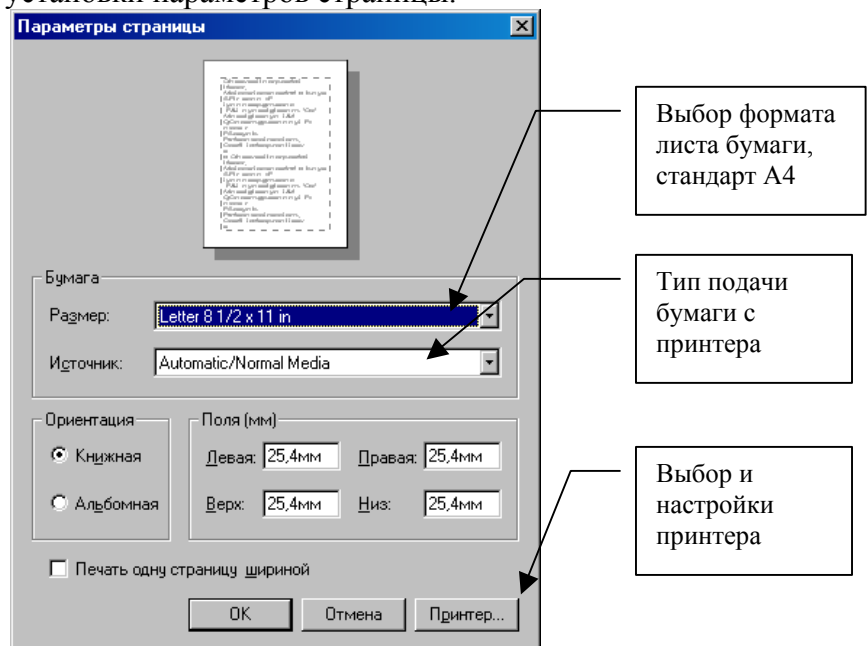 установки параметров страницы.
Параметры страницы
Выбор формата
листа бумаги,
стандарт А4
Бумага
Размер: Letter 8 1/2 x 11 in
Тип подачи
бумаги с
принтера
Источник: Automatic/Normal Media
Ориентация Поля (мм)
Книжная Левая: 25,4мм Правая: 25,4мм
Альбомная Верх: 25,4мм Низ: 25,4мм
Выбор и
настройки
принтера
Печать одну страницу шириной
OK Отмена Принтер...